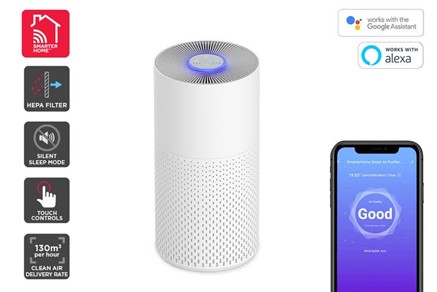 SMARTER
HOME™
HEPA FILTER
SILENT
SLEEP MODE
TOUCH
CONTROLS
130m³
per hour
CLEAN AIR
DELIVERY RATE
works with the
Google Assistant
WORKS WITH
alexa
Good